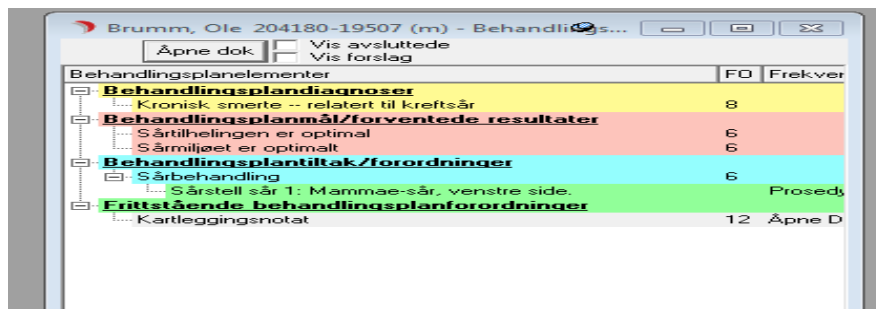 Brumm, Ole 204180-19507 (m) - Behandlings...
Åpne dok Vis avsluttede
Vis forslag
Behandlingsplanelementer FO Frekver
Behandlingsplandiagnoser
Kronisk smerte -- relatert til kreftsår 8
Behandlingsplanmål/forventede resultater
Sårtilhelingen er optimal 6
Sårmiljøet er optimalt 6
Behandlingsplantiltak/forordninger
Sårbehandling 6
Sårstell sår 1: Mammae-sår, venstre side. Prosedy
Frittstående behandlingsplanforordninger
Kartleggingsnotat 12 Åpne D